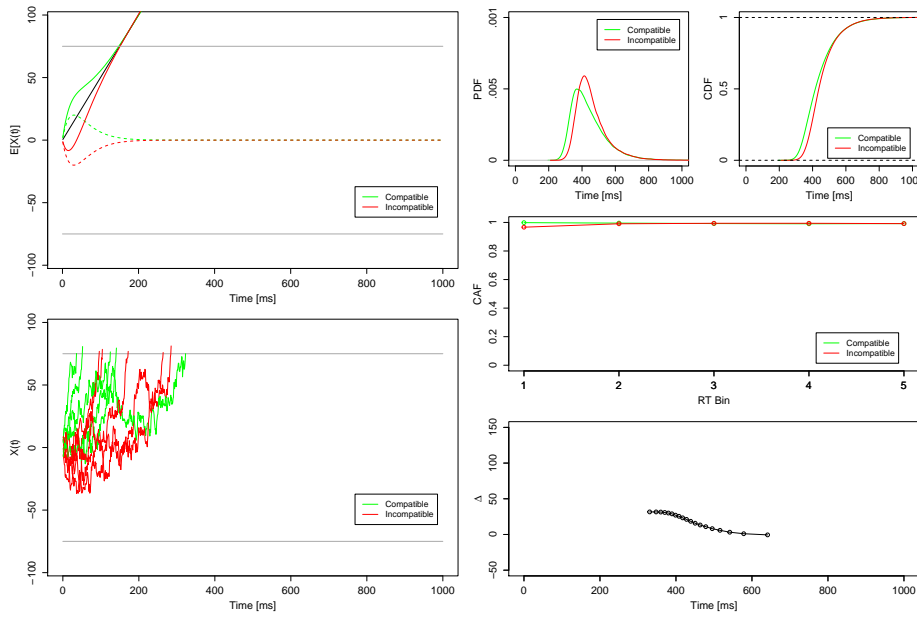 E[X(t)]
100
50
0
−50
−100
Compatible
Incompatible
0
200
400
600
800
1000
Time [ms]
PDF
.001
.0005
0
Compatible
Incompatible
0
200
400
600
800
1000
Time [ms]
CDF
1
0
Compatible
Incompatible
0
200
400
600
800
1000
Time [ms]
CAF
1
0.8
0.6
0.4
0.2
0
Compatible
Incompatible
1
2
3
4
5
RT Bin
X(t)
100
50
0
−50
−100
Compatible
Incompatible
0
200
400
600
800
1000
Time [ms]
Δ
150
100
50
0
−50
0
200
400
600
800
1000
Time [ms]